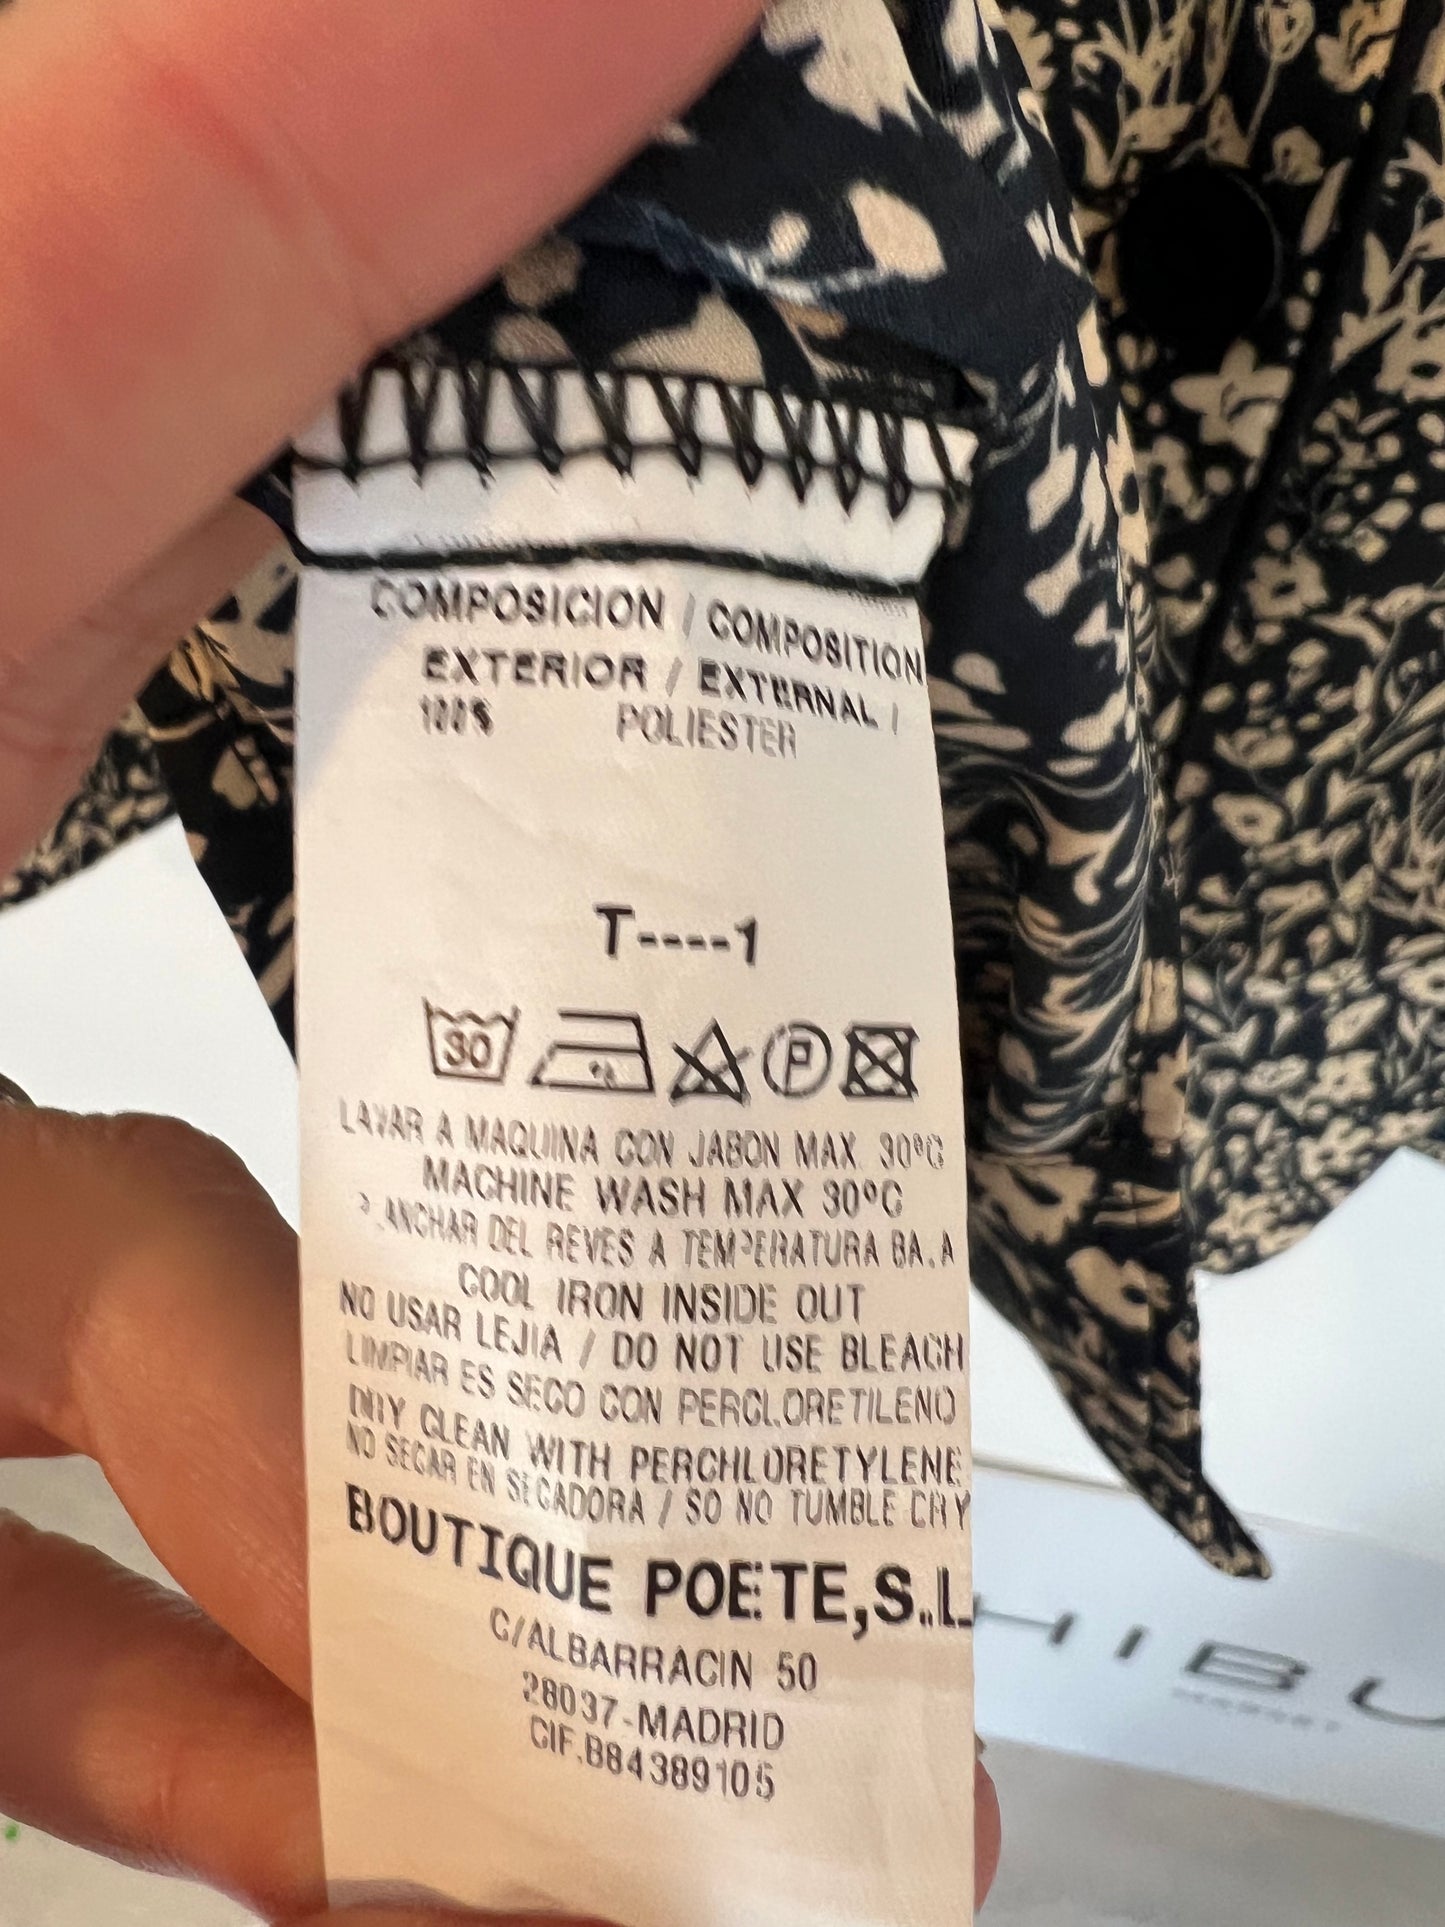 COMPOSICION / COMPOSITION
EXTERIOR / EXTERNAL /
100% POLIESTER
T----1
30 P
LAVAR A MAQUINA CON JABON MAX 30ºC
MACHINE WASH MAX 30ºC
PLANCHAR DEL REVES A TEMPERATURA BAJA
COOL IRON INSIDE OUT
NO USAR LEJIA / DO NOT USE BLEACH
LIMPIAR ES SECO CON PERCLORETILENO
DRY CLEAN WITH PERCHLORETYLENE
NO SECAR EN SECADORA / SO NO TUMBLE DRY
BOUTIQUE POETE,S.L.
C/ALBARRACIN 50
28037-MADRID
CIF.B84389105
HIBU